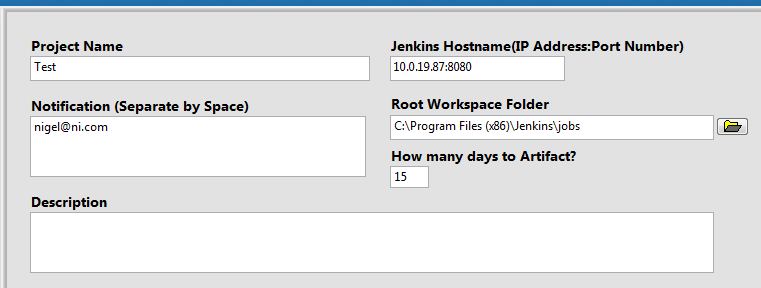 Project Name
Test
Jenkins Hostname(IP Address:Port Number)
10.0.19.87:8080
Notification (Separate by Space)
nigel@ni.com
Root Workspace Folder
C:\Program Files (x86)\Jenkins\jobs
How many days to Artifact?
15
Description